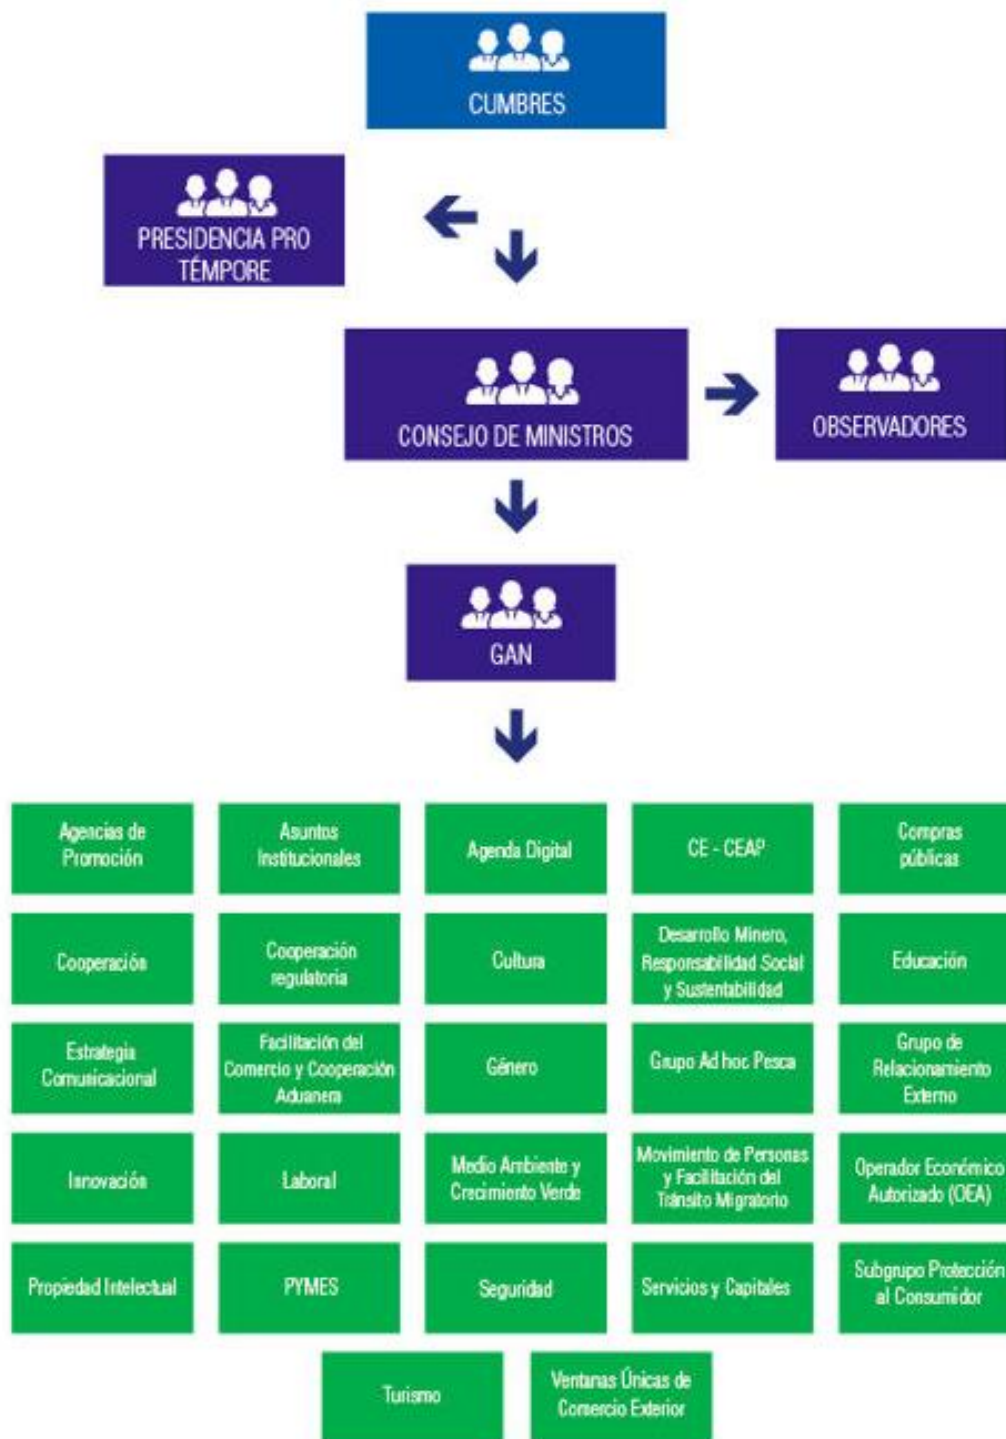 CUMBRES
PRESIDENCIA PRO
TÉMPORE
CONSEJO DE MINISTROS
OBSERVADORES
GAN
Agencias de
Promoción
Asuntos
Institucionales
Agenda Digital
CE - CEAP
Compras
públicas
Cooperación
Cooperación
regulatoria
Cultura
Desarrollo Minero,
Responsabilidad Social
y Sustentabilidad
Educación
Estrategia
Comunicacional
Facilitación del
Comercio y Cooperación
Aduanera
Género
Grupo Ad hoc Pesca
Grupo de
Relacionamiento
Externo
Innovación
Laboral
Medio Ambiente y
Crecimiento Verde
Movimiento de Personas
y Facilitación del
Tránsito Migratorio
Operador Económico
Autorizado (OEA)
Propiedad Intelectual
PYMES
Seguridad
Servicios y Capitales
Subgrupo Protección
al Consumidor
Turismo
Ventanas Únicas de
Comercio Exterior